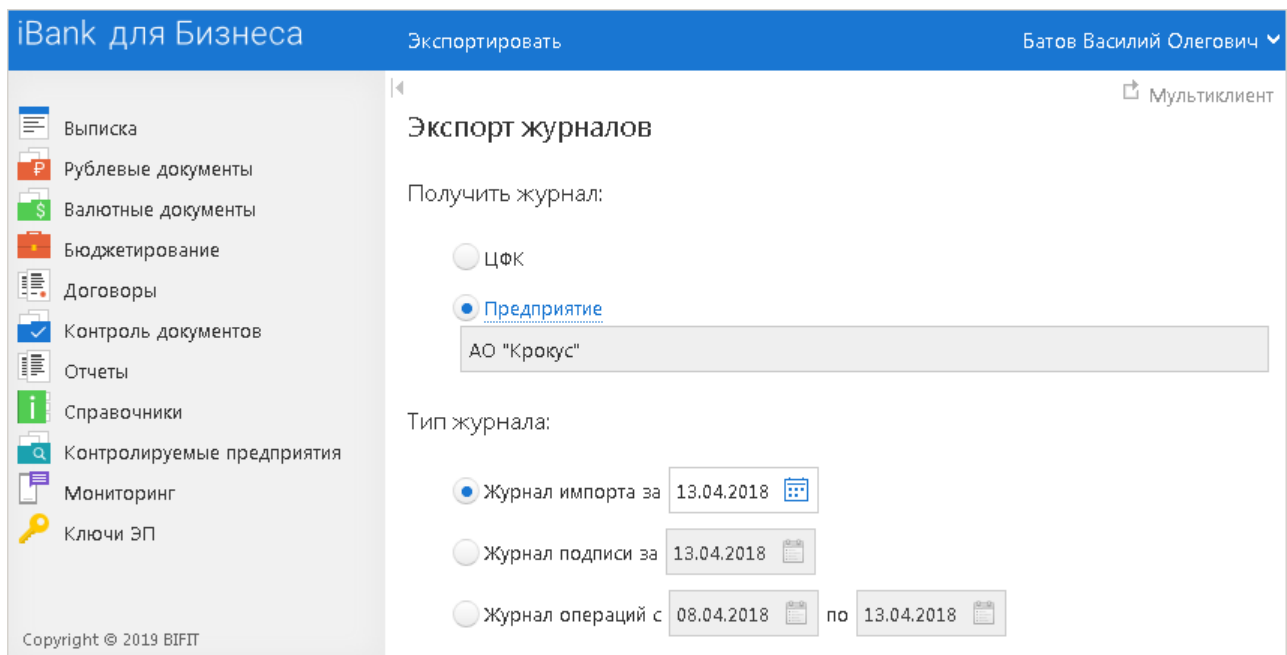 iBank для Бизнеса
Экспортировать
Батов Василий Олегович
Мультиклиент
Выписка
Рублевые документы
Валютные документы
Бюджетирование
Договоры
Контроль документов
Отчеты
Справочники
Контролируемые предприятия
Мониторинг
Ключи ЭП
Copyright © 2019 BIFIT
Экспорт журналов
Получить журнал:
ЦФК
Предприятие
АО "Крокус"
Тип журнала:
Журнал импорта за 13.04.2018
Журнал подписи за 13.04.2018
Журнал операций с 08.04.2018 по 13.04.2018